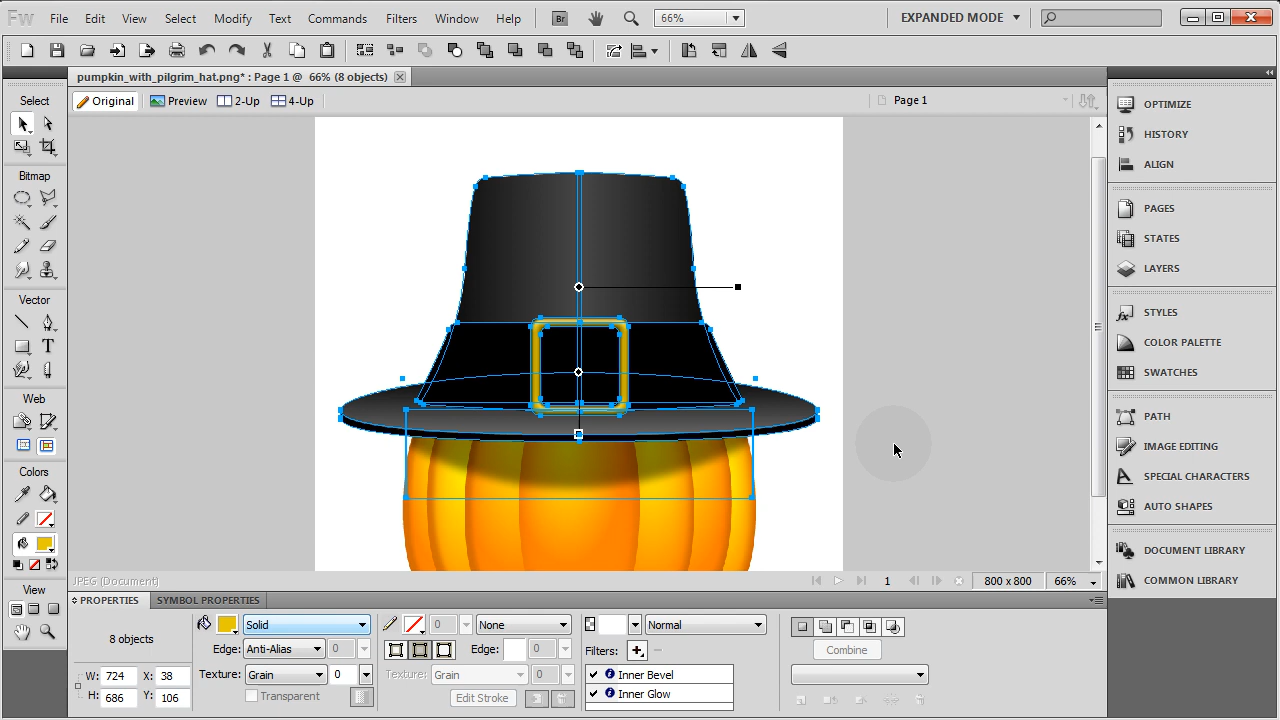 Fw File Edit View Select Modify Text Commands Filters Window Help Br 66% EXPANDED MODE
pumpkin_with_pilgrim_hat.png* : Page 1 @ 66% (8 objects)
Original Preview 2-Up 4-Up Page 1
Select
Bitmap
Vector
T
Web
Colors
View
OPTIMIZE
HISTORY
ALIGN
PAGES
STATES
LAYERS
STYLES
COLOR PALETTE
SWATCHES
PATH
IMAGE EDITING
SPECIAL CHARACTERS
AUTO SHAPES
DOCUMENT LIBRARY
COMMON LIBRARY
JPEG (Document) 1 800 x 800 66%
PROPERTIES SYMBOL PROPERTIES
8 objects
W: 724 X: 38
H: 686 Y: 106
Solid
Edge: Anti-Alias 0
Texture: Grain 0
Transparent
0 None
Edge: 0
Texture: Grain 0
Edit Stroke
Normal
Filters:
Inner Bevel
Inner Glow
Combine